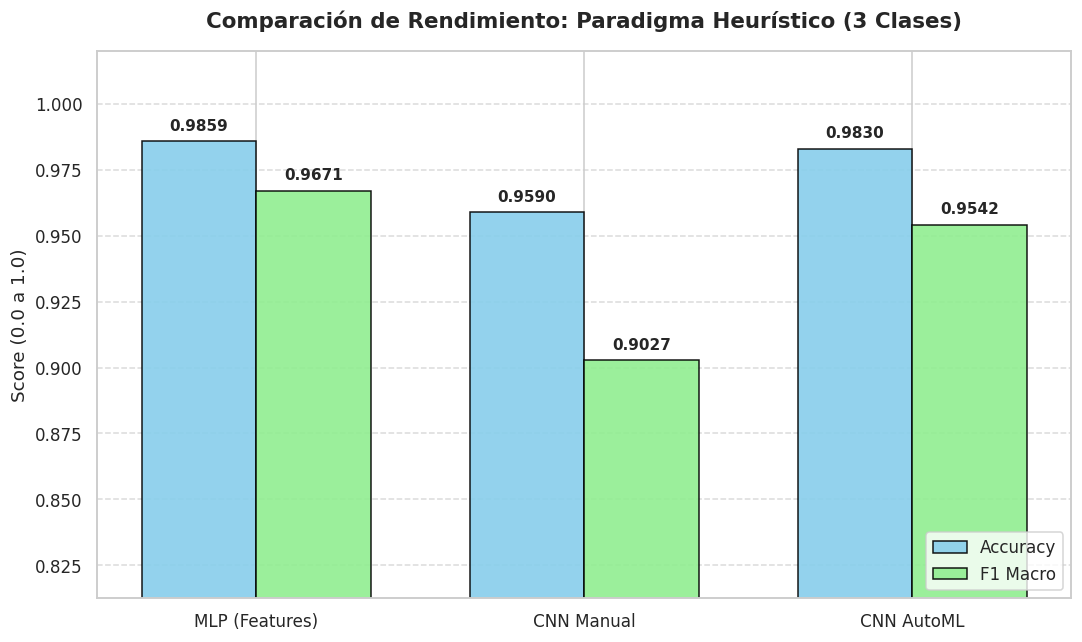 Comparación de Rendimiento: Paradigma Heurístico (3 Clases)
Score (0.0 a 1.0)
1.000
0.975
0.950
0.925
0.900
0.875
0.850
0.825
0.9859
0.9671
0.9590
0.9027
0.9830
0.9542
MLP (Features)
CNN Manual
CNN AutoML
Accuracy
F1 Macro